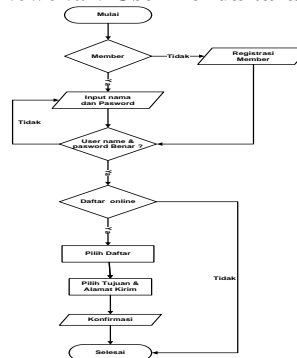 Mulai
Member
Tidak
Registrasi
Member
Ya
Input nama
dan Pasword
Tidak
User name &
pasword Benar ?
Ya
Daftar online
Ya
Pilih Daftar
Tidak
Pilih Tujuan &
Alamat Kirim
Konfirmasi
Selesai